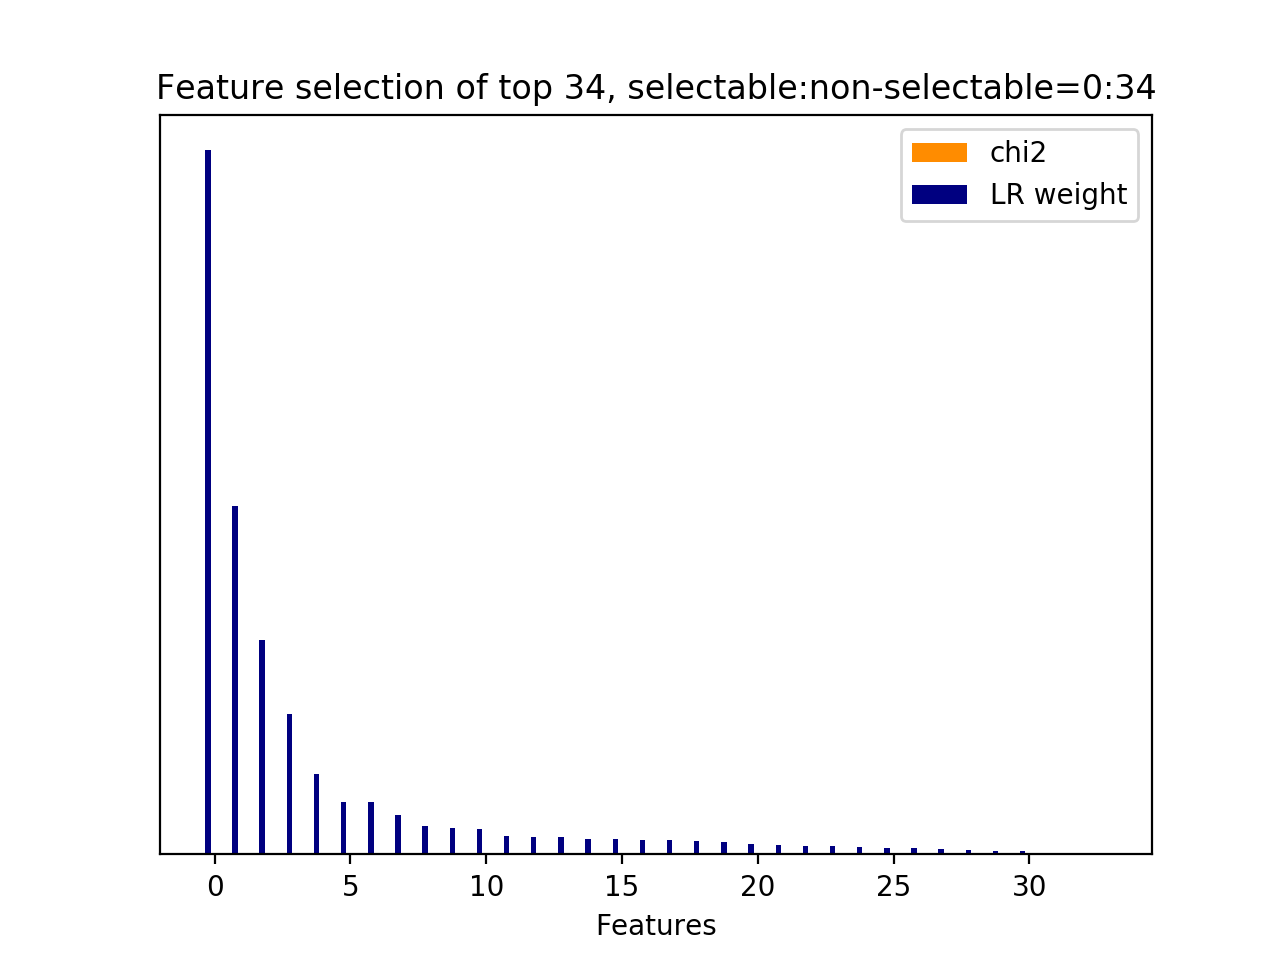 Feature selection of top 34, selectable:non-selectable=0:34
chi2
LR weight
0 5 10 15 20 25 30
Features